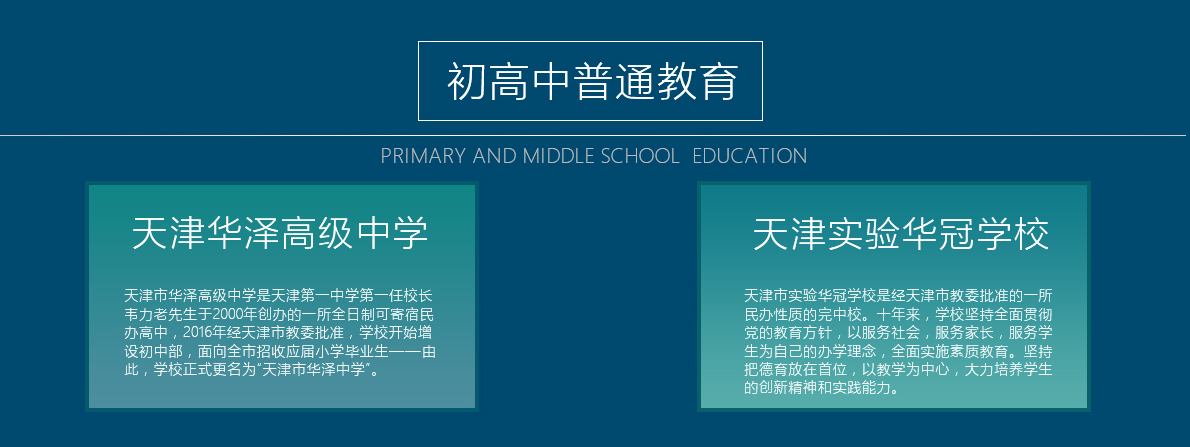 初高中普通教育
PRIMARY AND MIDDLE SCHOOL EDUCATION
天津华泽高级中学
天津市华泽高级中学是天津第一中学第一任校长
韦力老先生于2000年创办的一所全日制可寄宿民
办高中，2016年经天津市教委批准，学校开始增
设初中部，面向全市招收应届小学毕业生——由
此，学校正式更名为“天津市华泽中学”。
天津实验华冠学校
天津市实验华冠学校是经天津市教委批准的一所
民办性质的完中校。十年来，学校坚持全面贯彻
党的教育方针，以服务社会，服务家长，服务学
生为自己的办学理念，全面实施素质教育。坚持
把德育放在首位，以教学为中心，大力培养学生
的创新精神和实践能力。